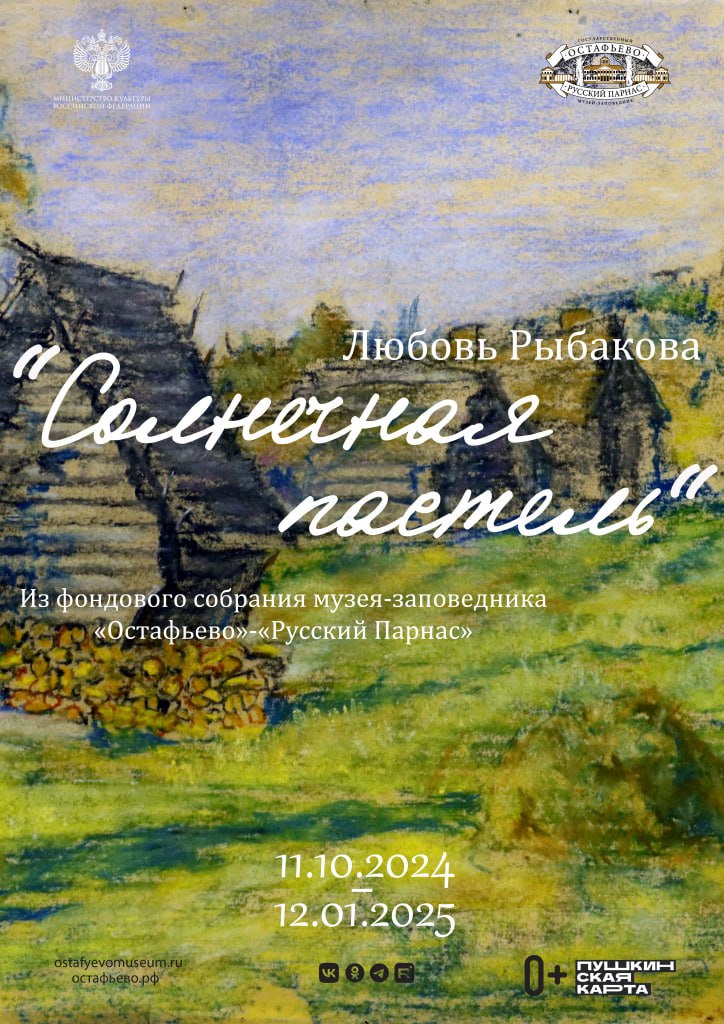 МИНИСТЕРСТВО КУЛЬТУРЫ
РОССИЙСКОЙ ФЕДЕРАЦИИ
ГОСУДАРСТВЕННЫЙ
ОСТАФЬЕВО
РУССКИЙ ПАРНАС
МУЗЕЙ-ЗАПОВЕДНИК
Любовь Рыбакова
"Солнечная
пастель"
Из фондового собрания музея-заповедника
«Остафьево»-«Русский Парнас»
11.10.2024
–
12.01.2025
ostafyevomuseum.ru
остафьево.рф
0+
ПУШКИН
СКАЯ
КАРТА